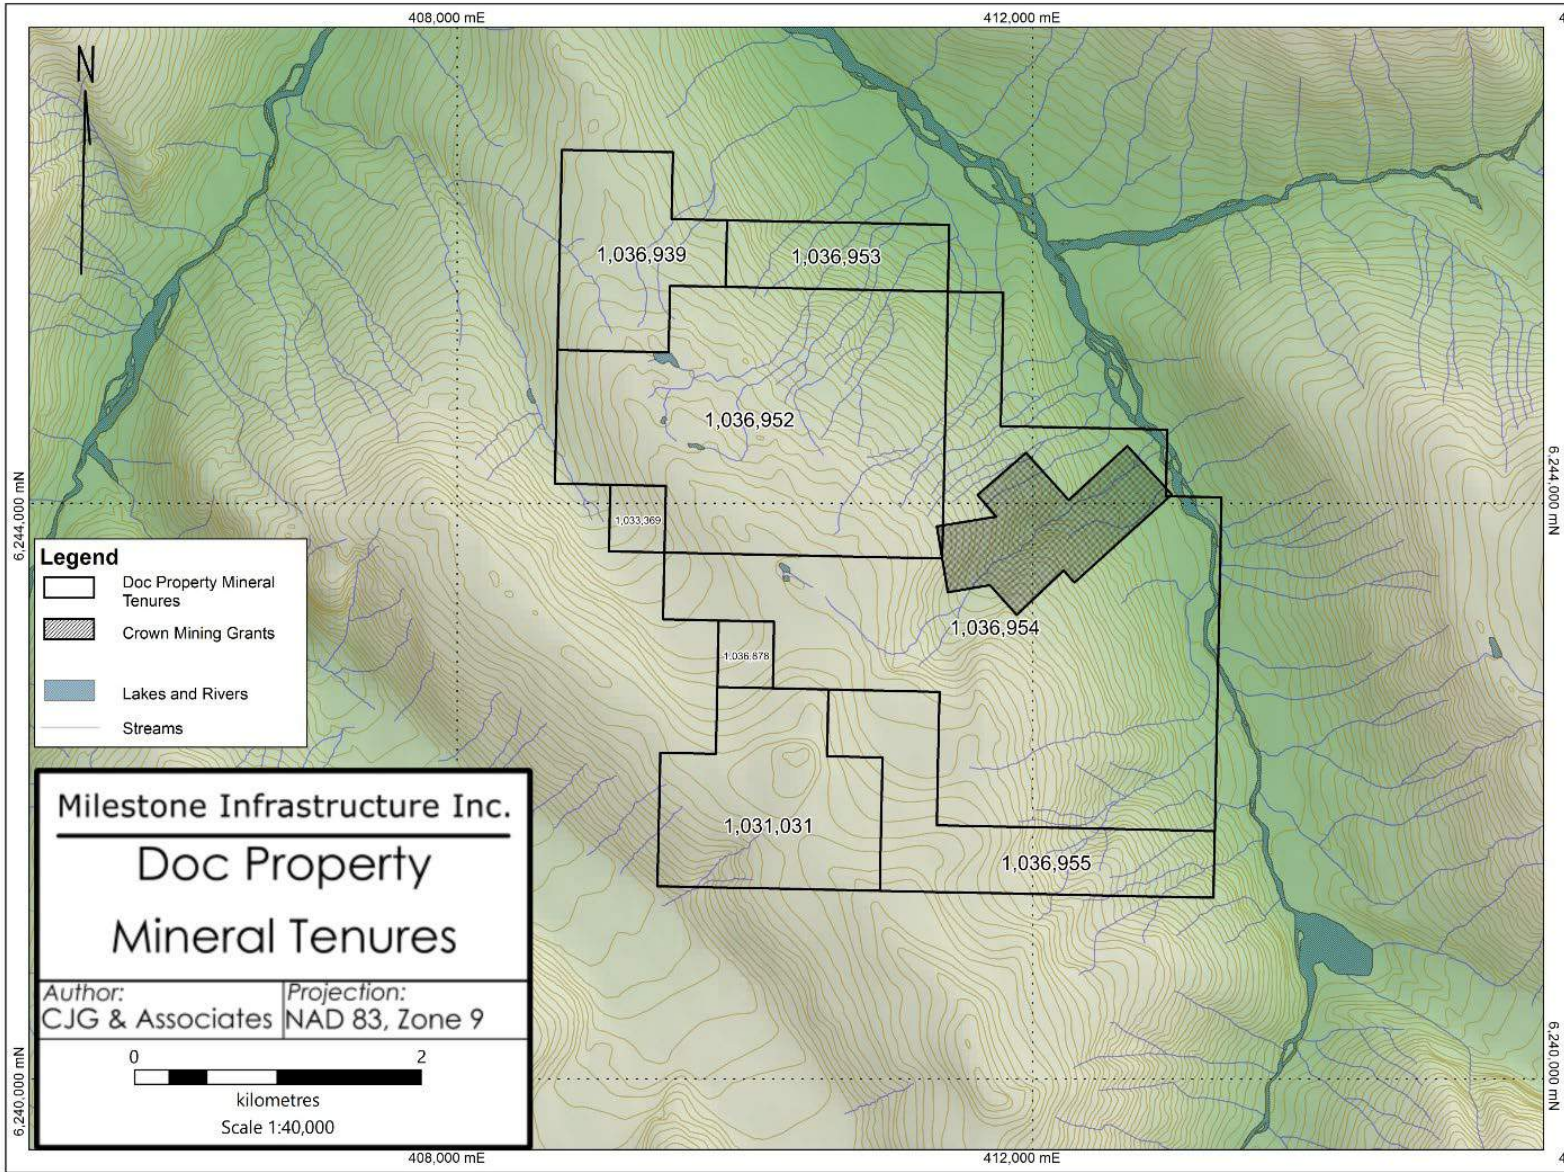 408,000 mE
412,000 mE
4
N
1,036,939
1,036,953
1,036,952
6,244,000 mN
6,244,000 mN
1,033,369
Legend
Doc Property Mineral
Tenures
Crown Mining Grants
Lakes and Rivers
Streams
1,036,954
1,036,878
1,031,031
1,036,955
Milestone Infrastructure Inc.
Doc Property
Mineral Tenures
Author:
CJG & Associates
Projection:
NAD 83, Zone 9
0 2
kilometres
Scale 1:40,000
6,240,000 mN
6,240,000 mN
408,000 mE
412,000 mE
4